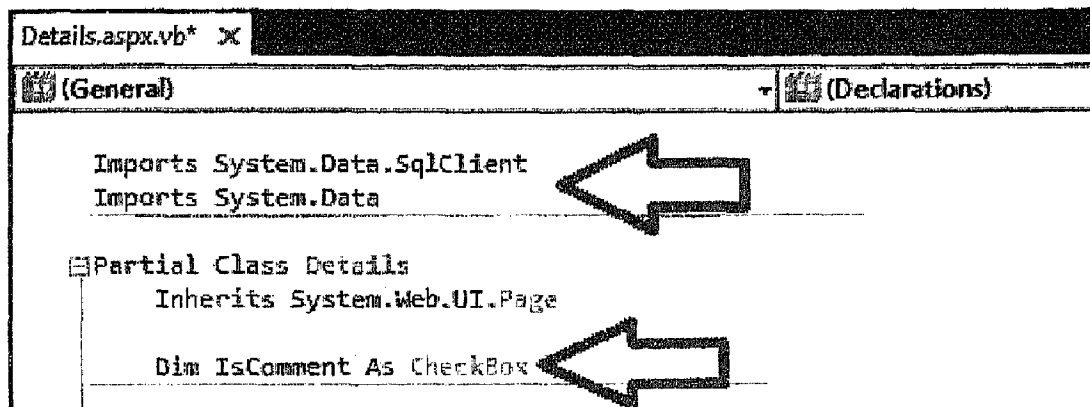 Details.aspx.vb*
(General) (Declarations)
Imports System.Data.SqlClient
Imports System.Data
Partial Class Details
Inherits System.Web.UI.Page
Dim IsComment As CheckBox